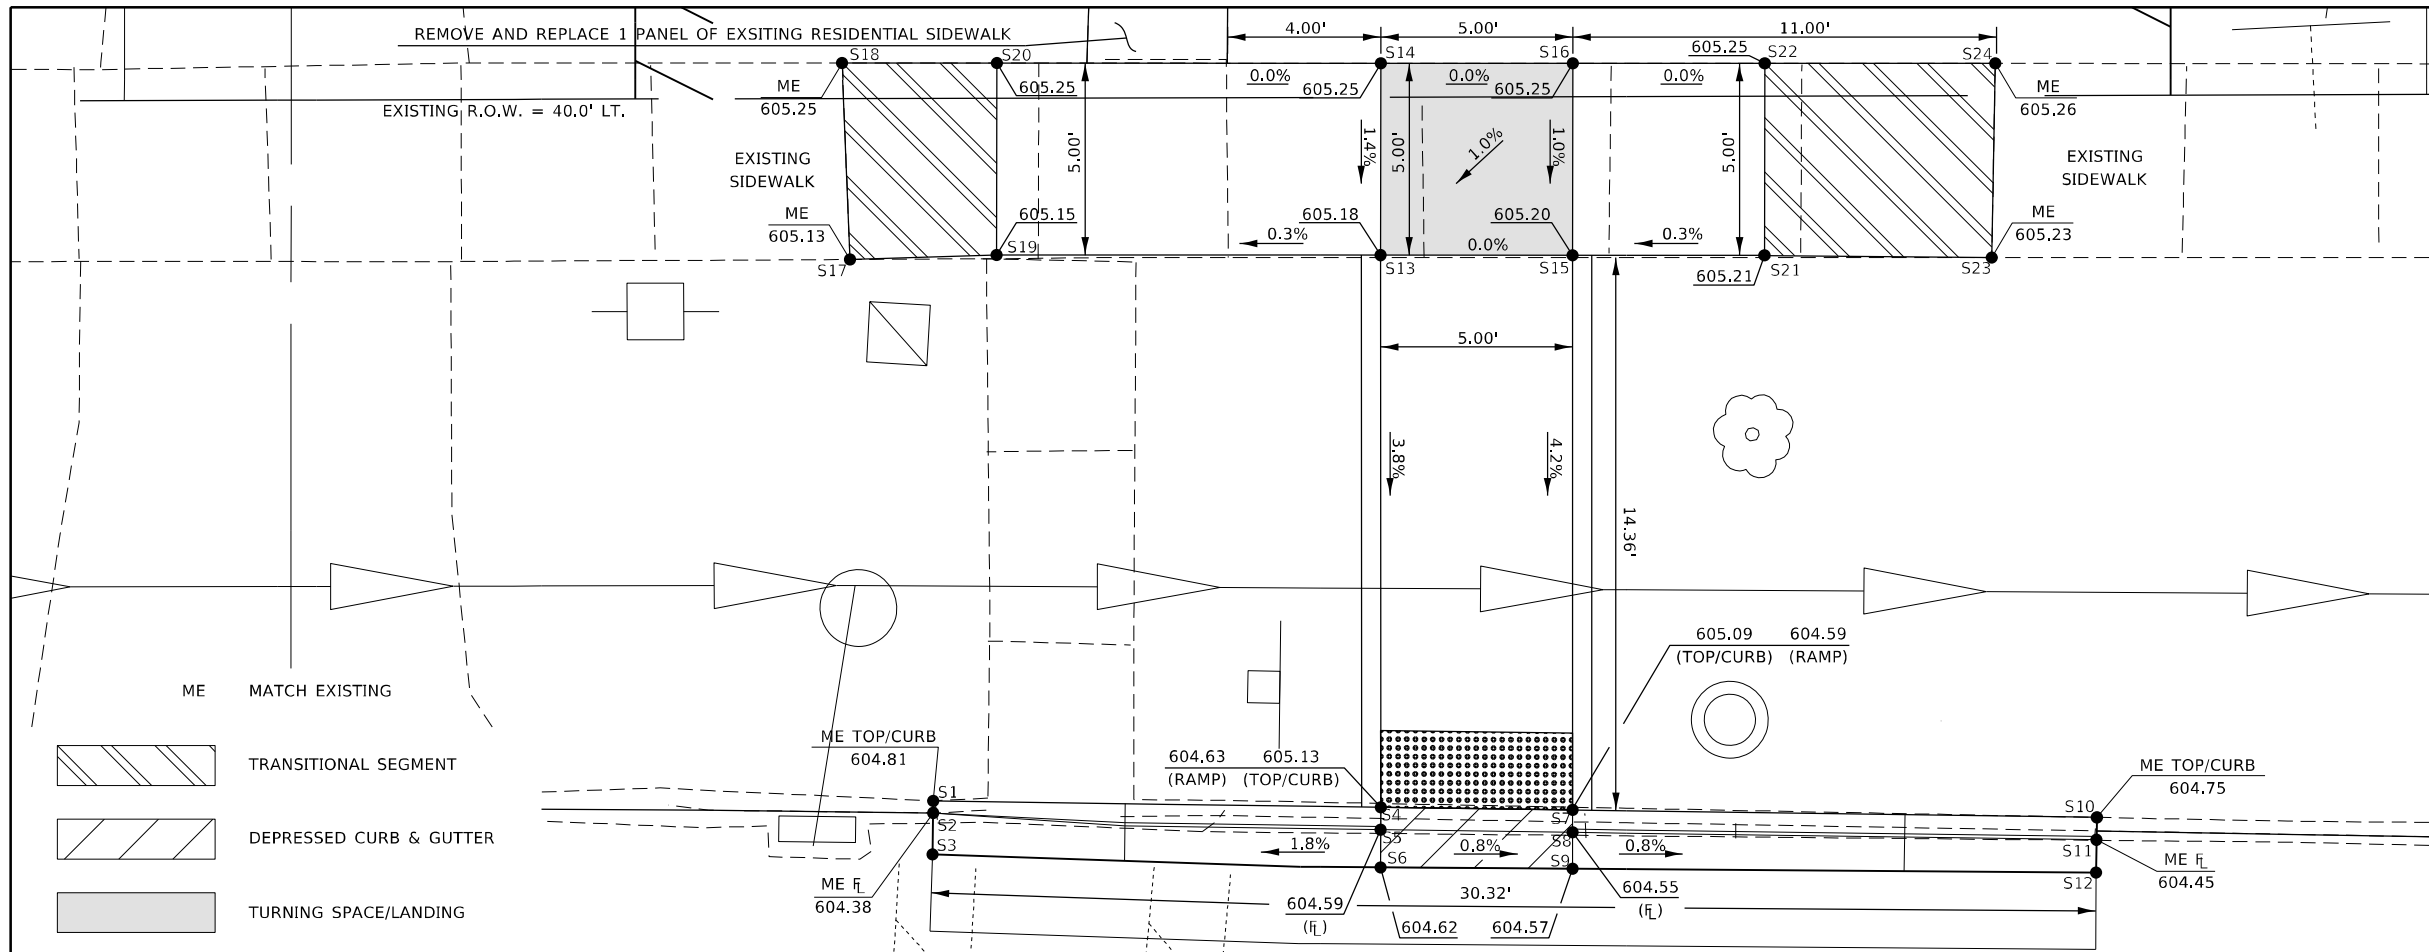 REMOVE AND REPLACE 1 PANEL OF EXSITING RESIDENTIAL SIDEWALK
4.00'
5.00'
11.00'
S18
S20
S14
S16
605.25
S22
S24
ME
605.25
605.25
0.0%
605.25
0.0%
605.25
0.0%
ME
605.26
EXISTING R.O.W. = 40.0' LT.
EXISTING
SIDEWALK
5.00'
1.4%
5.00'
1.0%
1.0%
5.00'
EXISTING
SIDEWALK
ME
605.13
605.15
605.18
605.20
ME
605.23
0.3%
0.0%
0.3%
S17
S19
S13
S15
605.21
S21
S23
5.00'
3.8%
4.2%
14.36'
605.09 604.59
(TOP/CURB) (RAMP)
ME MATCH EXISTING
TRANSITIONAL SEGMENT
DEPRESSED CURB & GUTTER
TURNING SPACE/LANDING
ME TOP/CURB
604.81
604.63 605.13
(RAMP) (TOP/CURB)
ME TOP/CURB
604.75
S1
S2
S3
S4
S5
S6
S7
S8
S9
S10
S11
S12
1.8%
0.8%
0.8%
ME FL
604.38
ME FL
604.45
604.59
(FL)
30.32'
604.55
(FL)
604.62
604.57